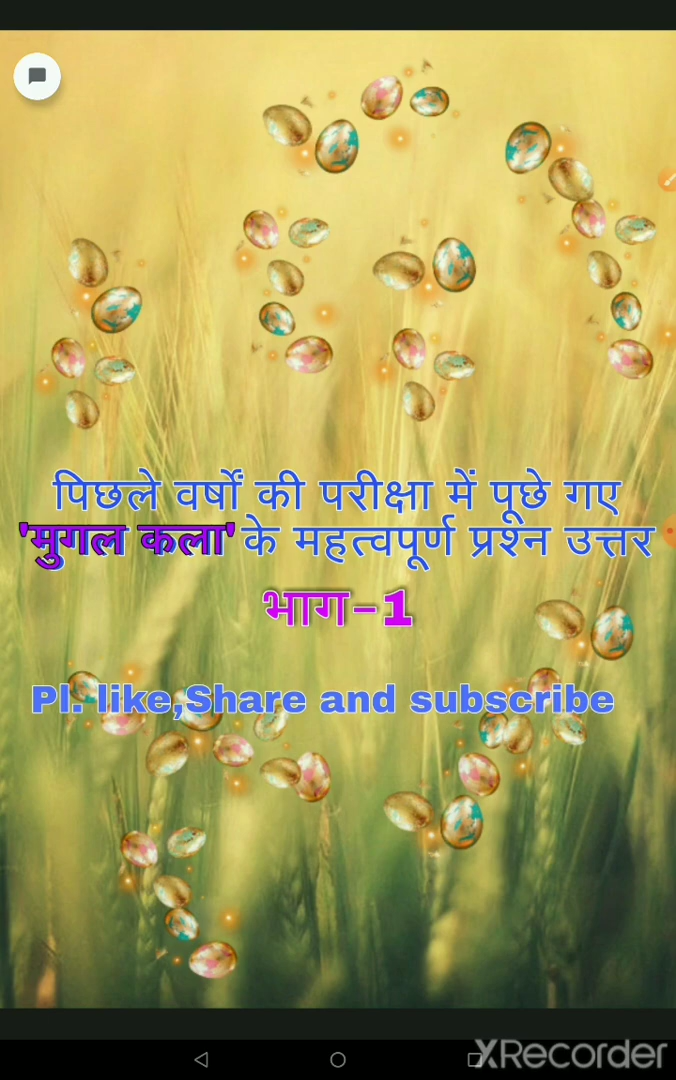 पिछले वर्षों की परीक्षा में पूछे गए
'मुगल कला' के महत्वपूर्ण प्रश्न उत्तर
भाग-1
Pl. like,Share and subscribe
XRecorder